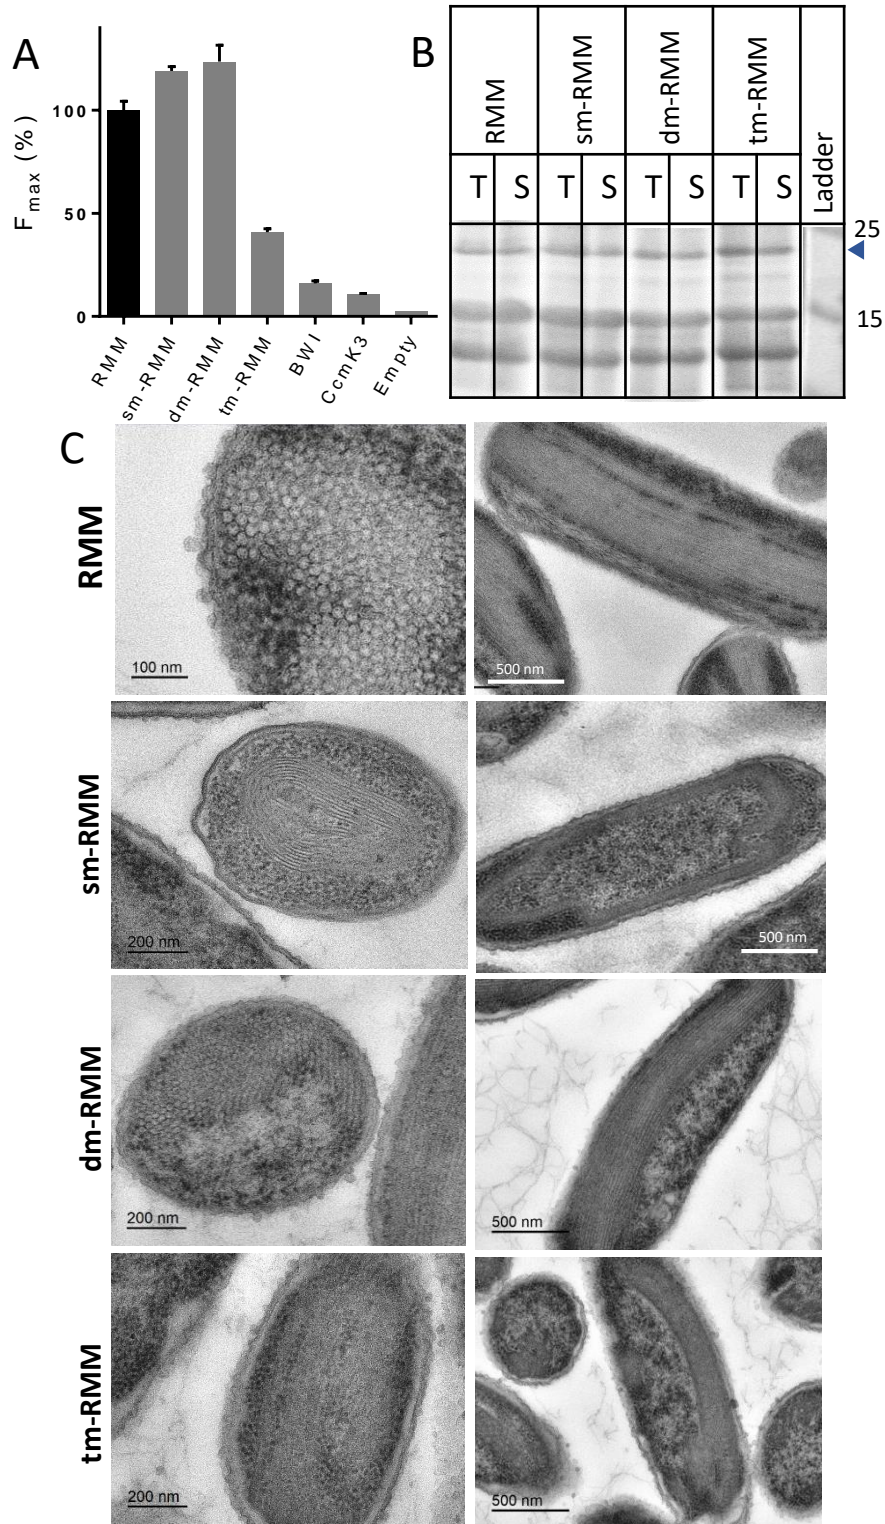 A
F max (%)
100
50
0
RMM
sm-RMM
dm-RMM
tm-RMM
BWI
CcmK3
Empty
B
RMM
sm-RMM
dm-RMM
tm-RMM
Ladder
T S T S T S T S
25
15
C
RMM
100 nm
500 nm
sm-RMM
200 nm
500 nm
dm-RMM
200 nm
500 nm
tm-RMM
200 nm
500 nm